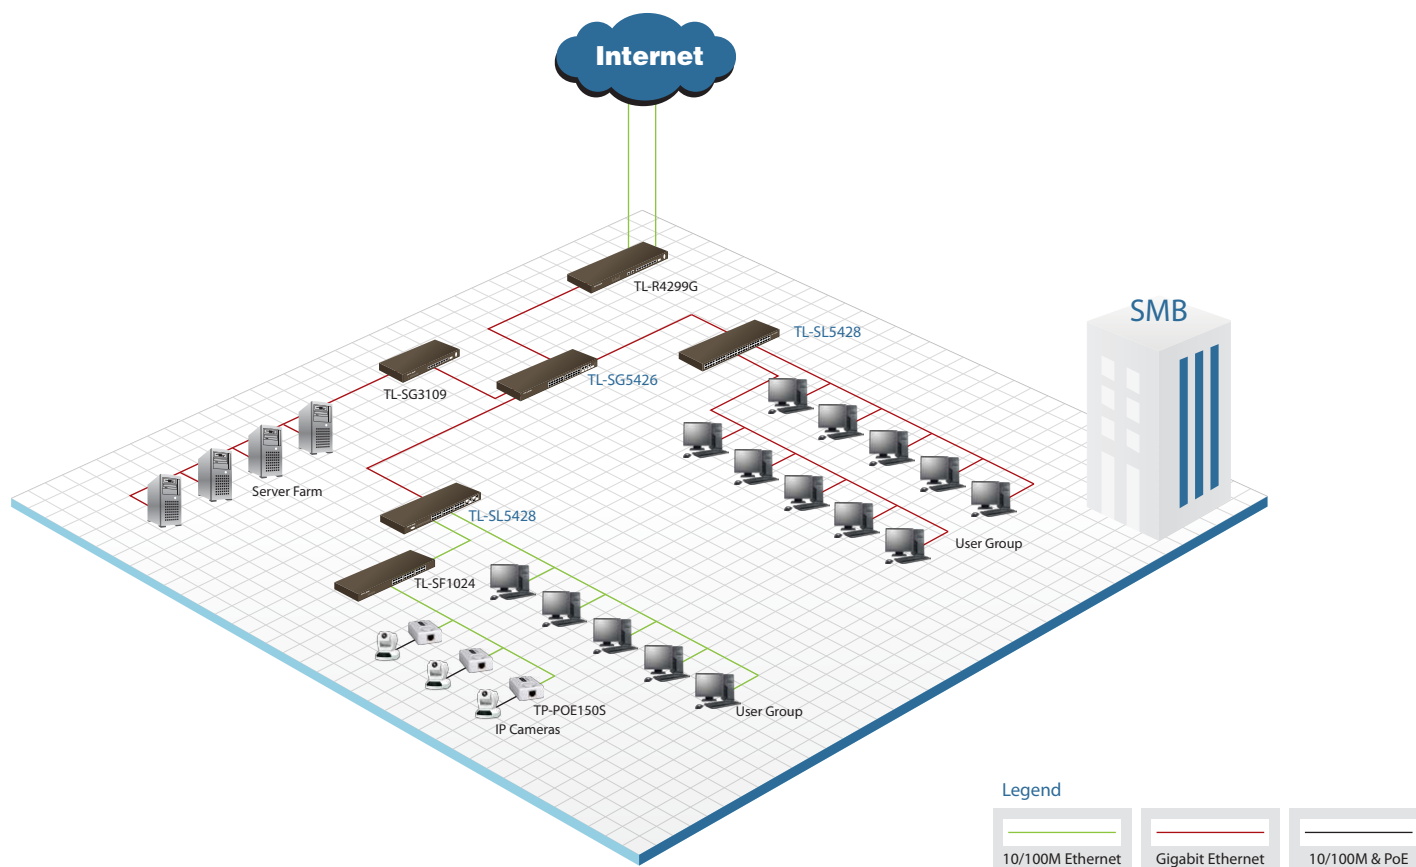 Internet
TL-R4299G
SMB
TL-SL5428
TL-SG5426
TL-SG3109
Server Farm
TL-SL5428
User Group
TL-SF1024
TP-POE150S
User Group
IP Cameras
Legend
10/100M Ethernet
Gigabit Ethernet
10/100M & PoE